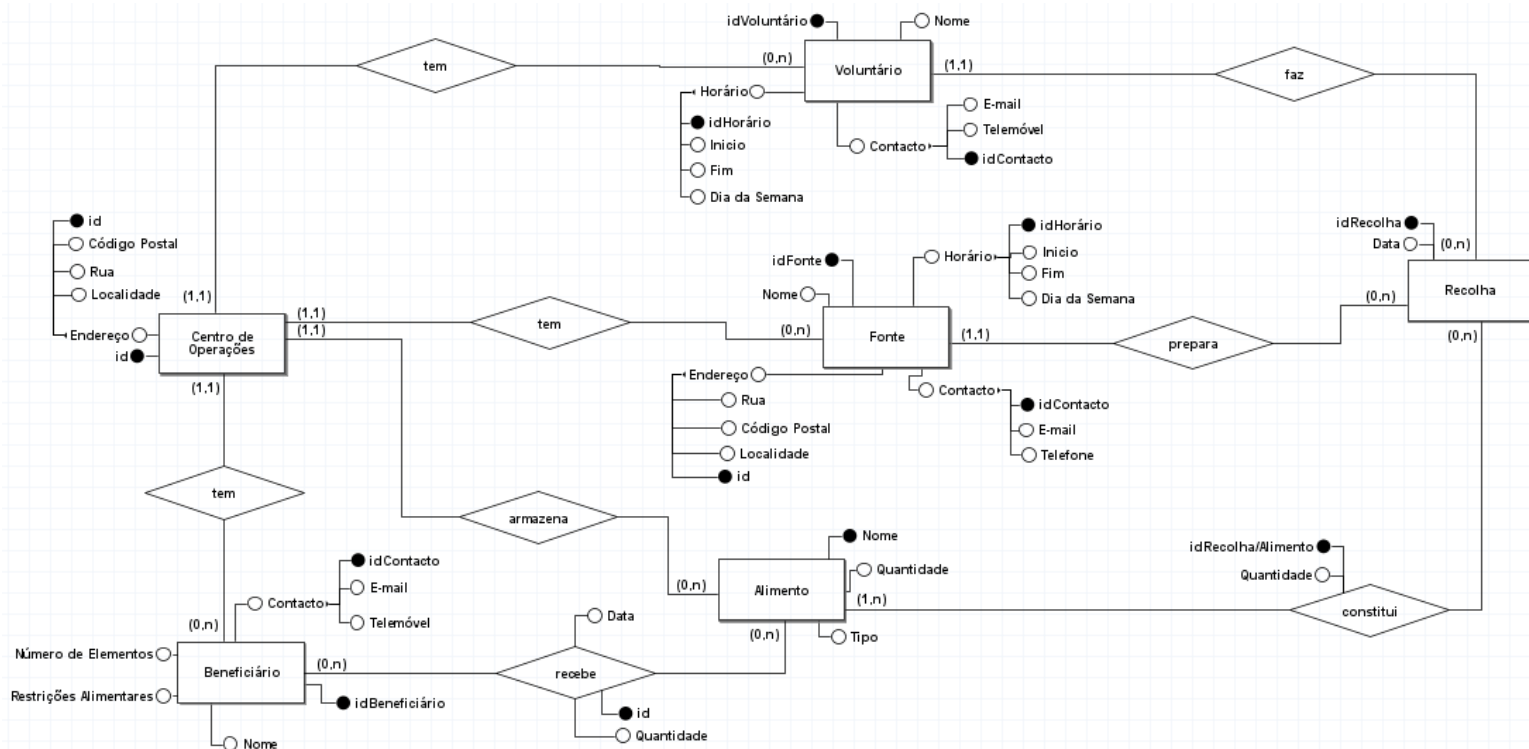 idVoluntário
Nome
tem
(0,n)
Voluntário
(1,1)
faz
Horário
idHorário
Inicio
Fim
Dia da Semana
E-mail
Telemóvel
Contacto
idContacto
id
Código Postal
Rua
Localidade
(1,1)
Endereço
id
Centro de
Operações
(1,1)
(1,1)
(1,1)
tem
(0,n)
idFonte
Nome
Fonte
(1,1)
Horário
idHorário
Inicio
Fim
Dia da Semana
prepara
(0,n)
idRecolha
Data
(0,n)
Recolha
(0,n)
Endereço
Rua
Código Postal
Localidade
id
Contacto
idContacto
E-mail
Telefone
tem
armazena
(0,n)
Nome
Quantidade
Alimento
(1,n)
Tipo
(0,n)
idRecolha/Alimento
Quantidade
constitui
idContacto
E-mail
Contacto
Telemóvel
(0,n)
Número de Elementos
Beneficiário
(0,n)
Restrições Alimentares
idBeneficiário
Nome
Data
recebe
id
Quantidade